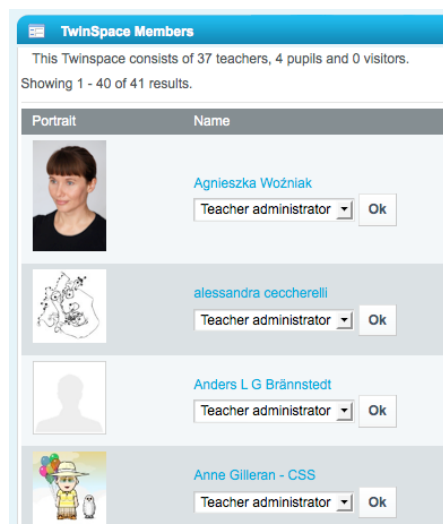 TwinSpace Members
This Twinspace consists of 37 teachers, 4 pupils and 0 visitors.
Showing 1 - 40 of 41 results.
Portrait Name
Agnieszka Woźniak
Teacher administrator Ok
alessandra ceccherelli
Teacher administrator Ok
Anders L G Brännstedt
Teacher administrator Ok
Anne Gilleran - CSS
Teacher administrator Ok